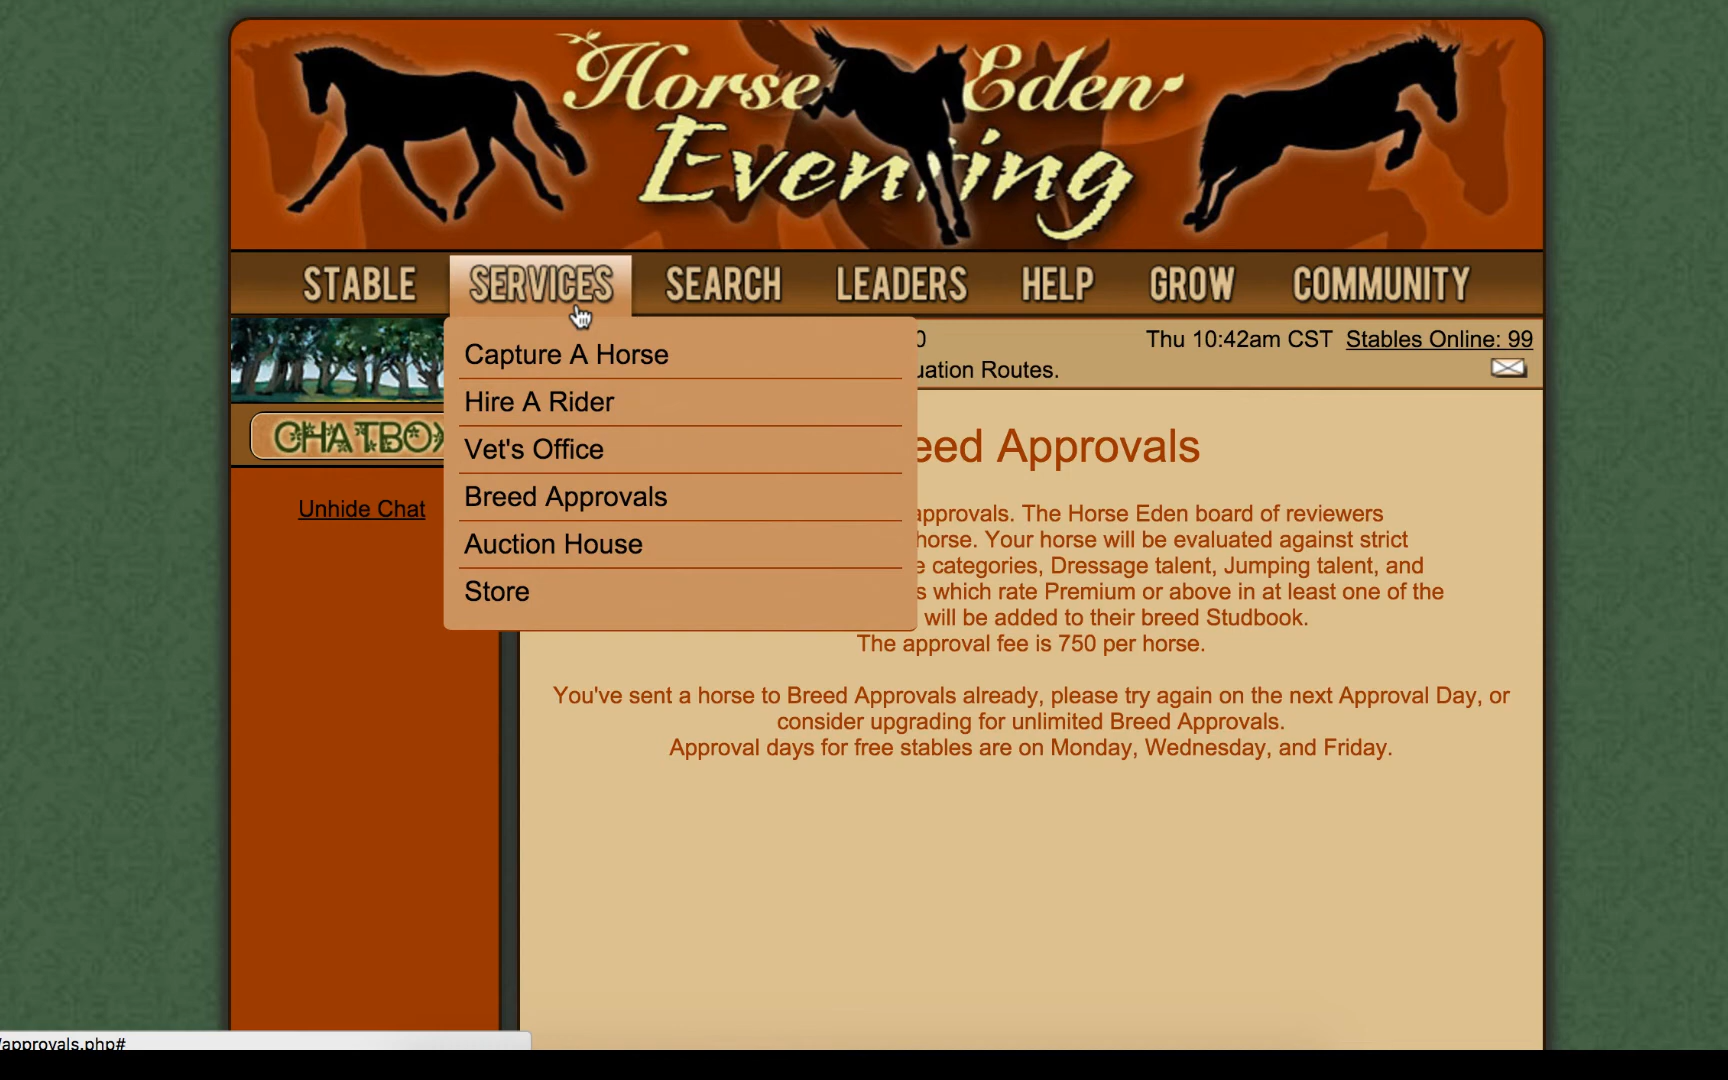 Horse Eden
Eventing
STABLE SERVICES SEARCH LEADERS HELP GROW COMMUNITY
Capture A Horse
Hire A Rider
Vet's Office
Breed Approvals
Auction House
Store
0 Thu 10:42am CST Stables Online: 99
uation Routes.
CHATBOX
Unhide Chat
eed Approvals
approvals. The Horse Eden board of reviewers
horse. Your horse will be evaluated against strict
e categories, Dressage talent, Jumping talent, and
s which rate Premium or above in at least one of the
will be added to their breed Studbook.
The approval fee is 750 per horse.
You've sent a horse to Breed Approvals already, please try again on the next Approval Day, or
consider upgrading for unlimited Breed Approvals.
Approval days for free stables are on Monday, Wednesday, and Friday.
/approvals.php#